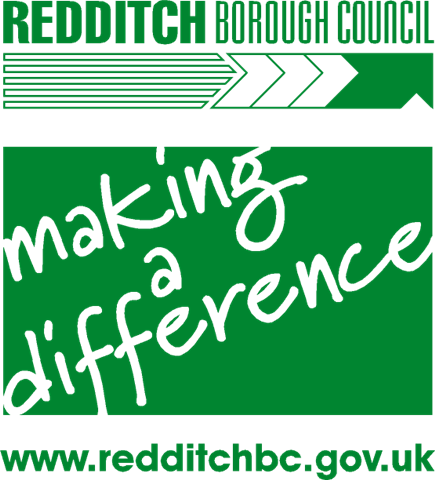 REDDITCH BOROUGH COUNCIL
making
a
difference
www.redditchbc.gov.uk